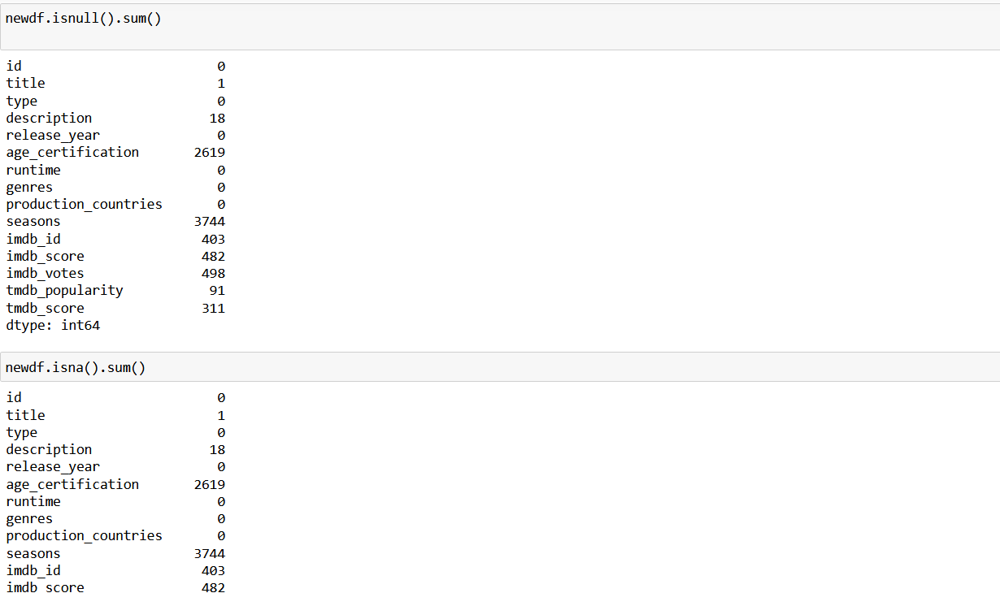 newdf.isnull().sum()
id 0
title 1
type 0
description 18
release_year 0
age_certification 2619
runtime 0
genres 0
production_countries 0
seasons 3744
imdb_id 403
imdb_score 482
imdb_votes 498
tmdb_popularity 91
tmdb_score 311
dtype: int64
newdf.isna().sum()
id 0
title 1
type 0
description 18
release_year 0
age_certification 2619
runtime 0
genres 0
production_countries 0
seasons 3744
imdb_id 403
imdb_score 482